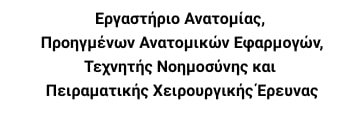 Εργαστήριο Ανατομίας,
Προηγμένων Ανατομικών Εφαρμογών,
Τεχνητής Νοημοσύνης και
Πειραματικής Χειρουργικής Έρευνας